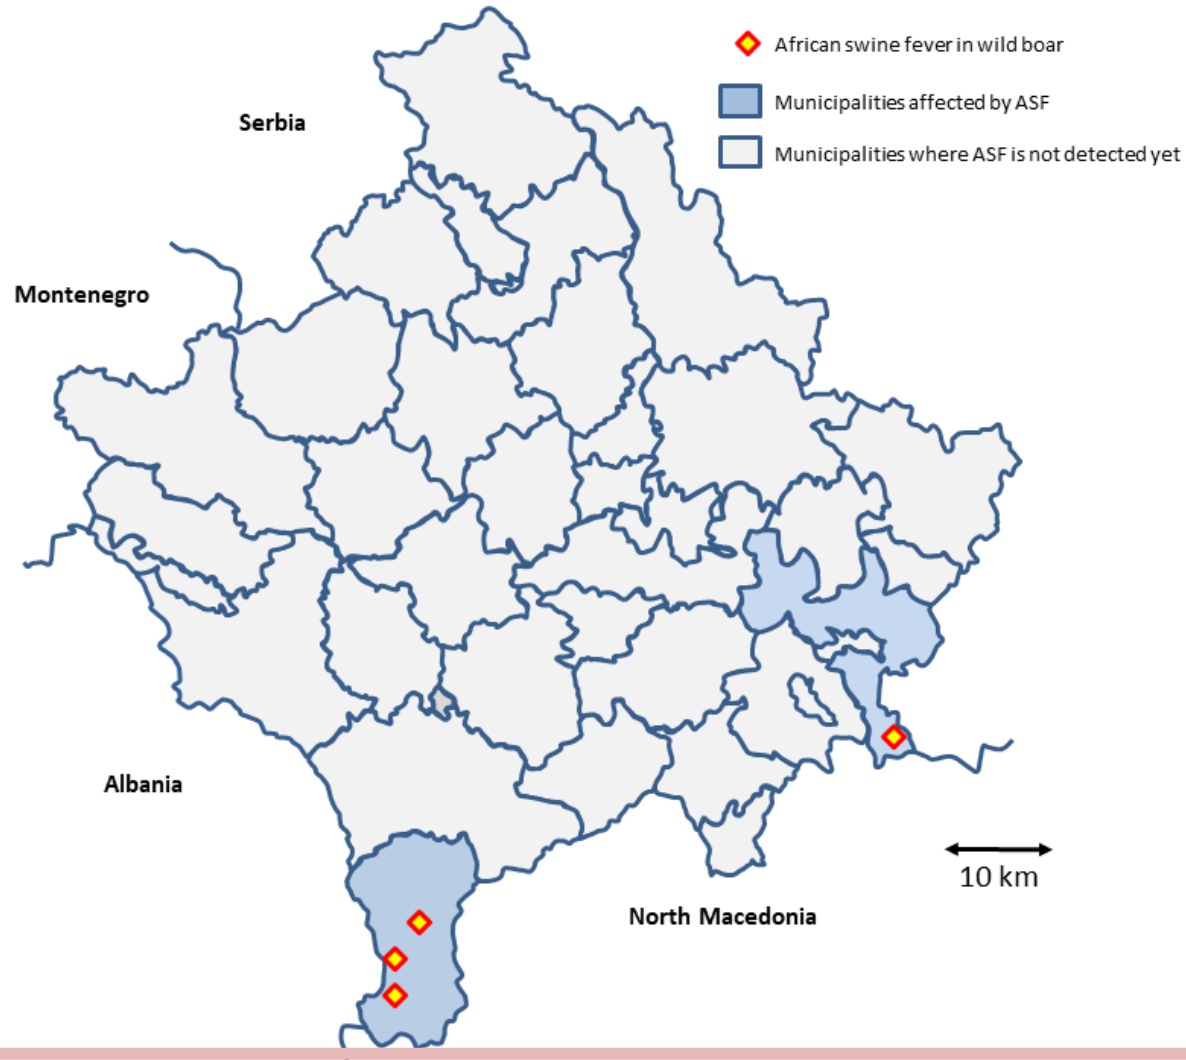 African swine fever in wild boar
Municipalities affected by ASF
Serbia
Municipalities where ASF is not detected yet
Montenegro
Albania
10 km
North Macedonia